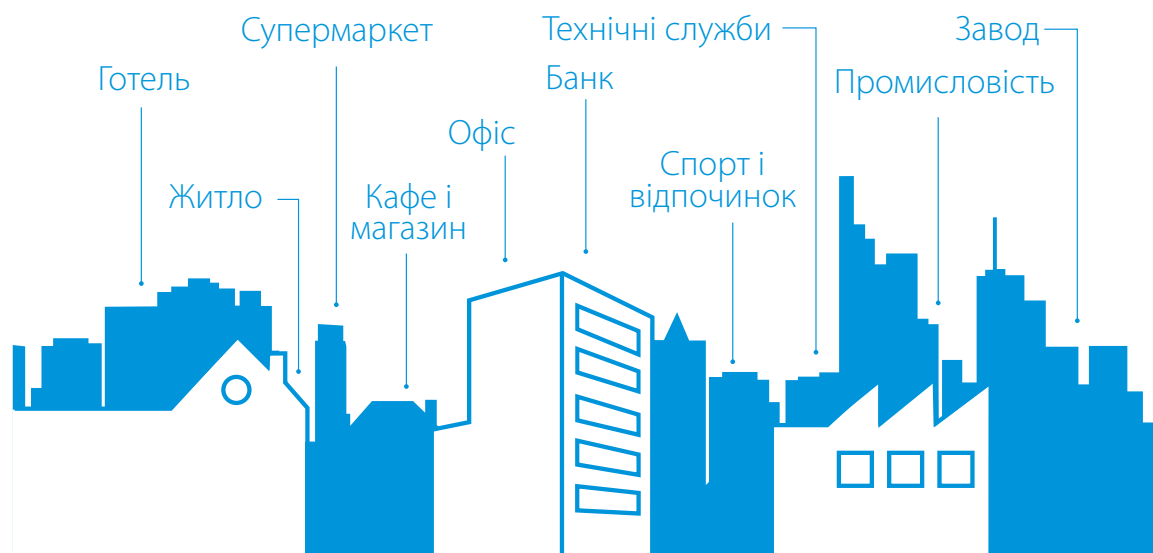 Готель
Житло
Супермаркет
Кафе і
магазин
Офіс
Банк
Спорт і
відпочинок
Технічні служби
Промисловість
Завод